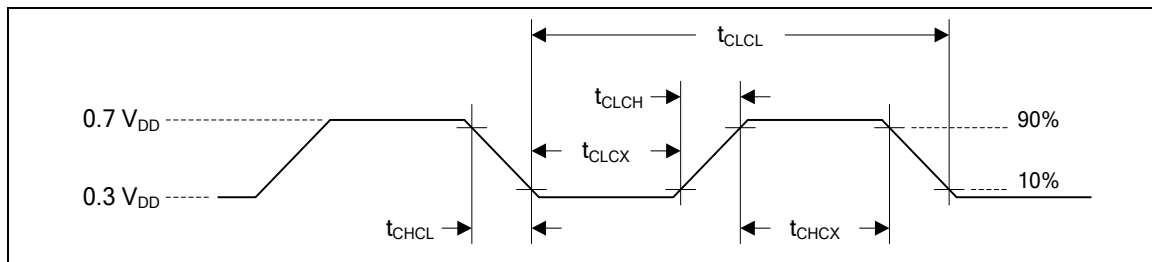 tCLCL
tCLCH
0.7 VDD
90%
tCLCX
0.3 VDD
10%
tCHCL
tCHCX